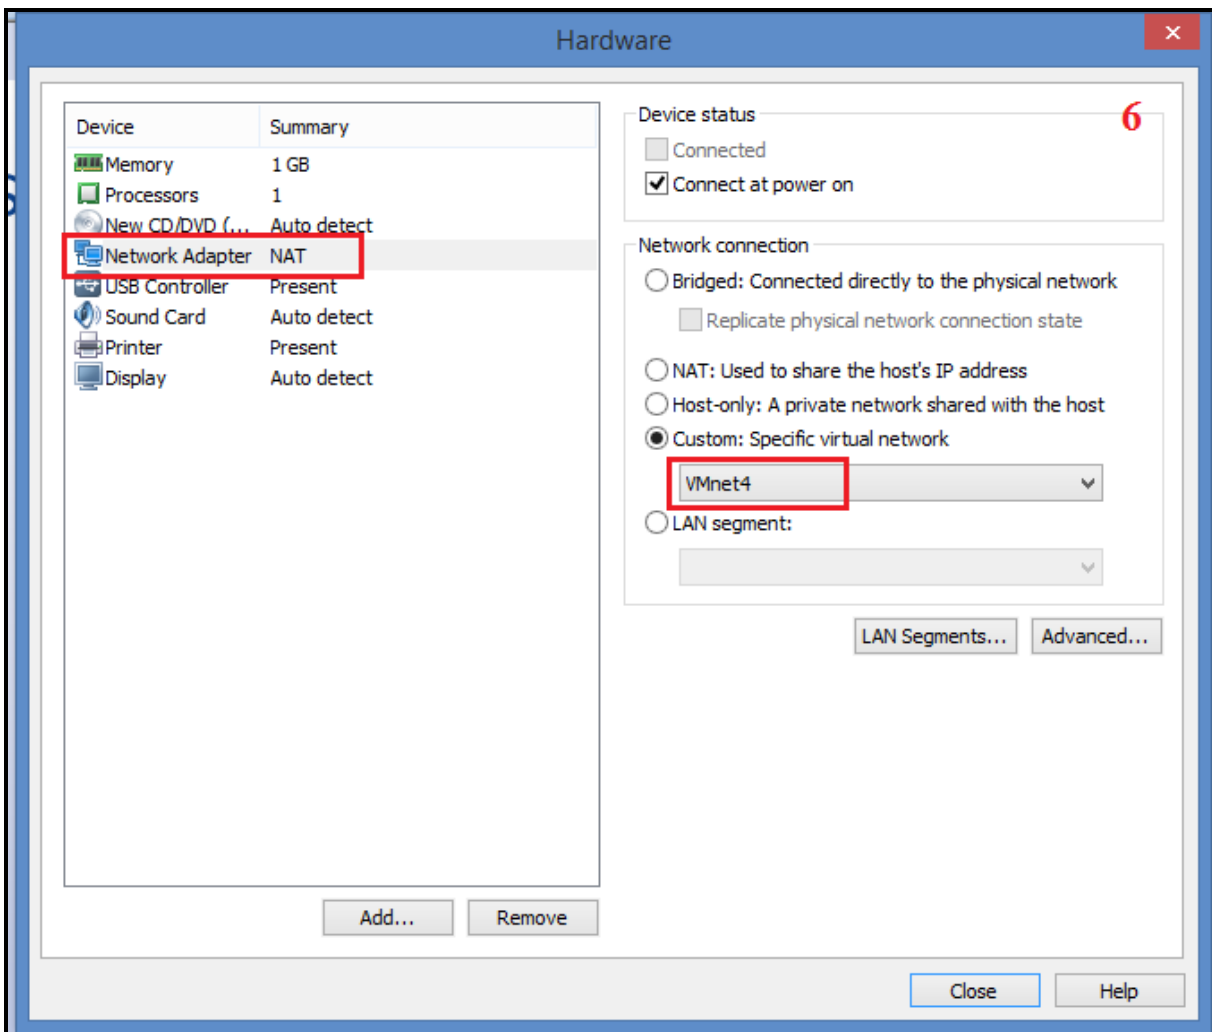 Hardware
Device Summary
Memory 1 GB
Processors 1
New CD/DVD (... Auto detect
Network Adapter NAT
USB Controller Present
Sound Card Auto detect
Printer Present
Display Auto detect
Add... Remove
Device status 6
Connected
Connect at power on
Network connection
Bridged: Connected directly to the physical network
Replicate physical network connection state
NAT: Used to share the host's IP address
Host-only: A private network shared with the host
Custom: Specific virtual network
VMnet4
LAN segment:
LAN Segments... Advanced...
Close Help